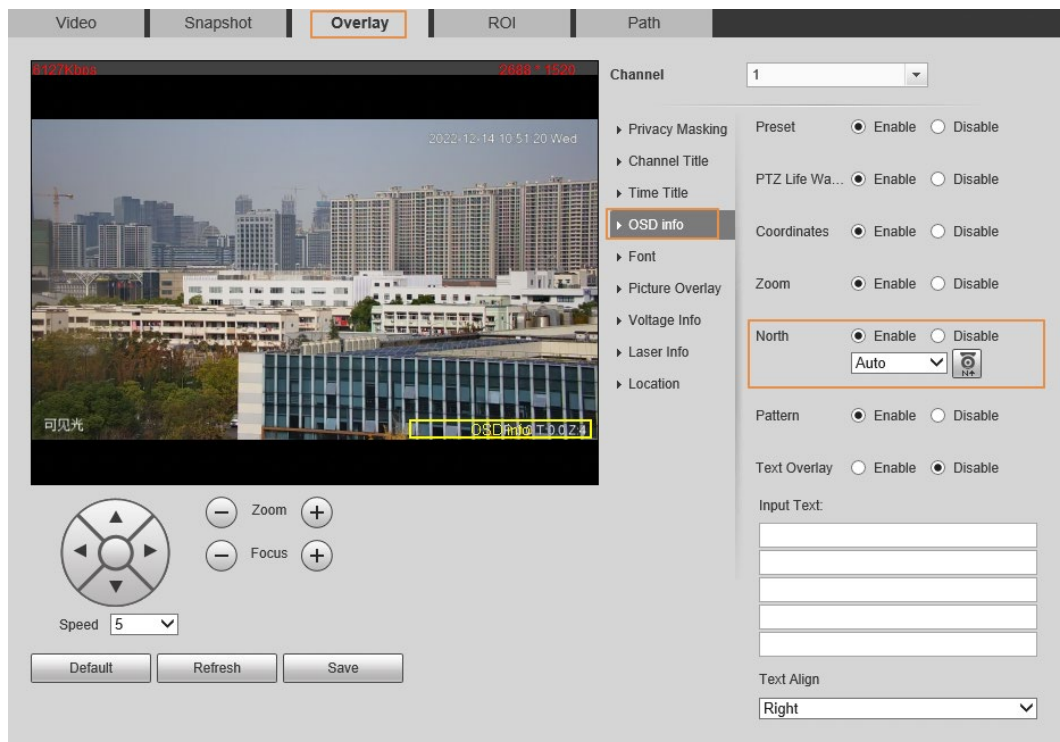 Video Snapshot Overlay ROI Path
6127Kbps 2688 * 1520
Channel 1
2022-12-14 10:51:20 Wed
Privacy Masking
Channel Title
Time Title
OSD info
Font
Picture Overlay
Voltage Info
Laser Info
Location
Preset Enable Disable
PTZ Life Wa... Enable Disable
Coordinates Enable Disable
Zoom Enable Disable
North Enable Disable
Auto N
Pattern Enable Disable
Text Overlay Enable Disable
可见光
OSD info
Input Text:
Zoom
Focus
Speed 5
Default Refresh Save
Text Align
Right